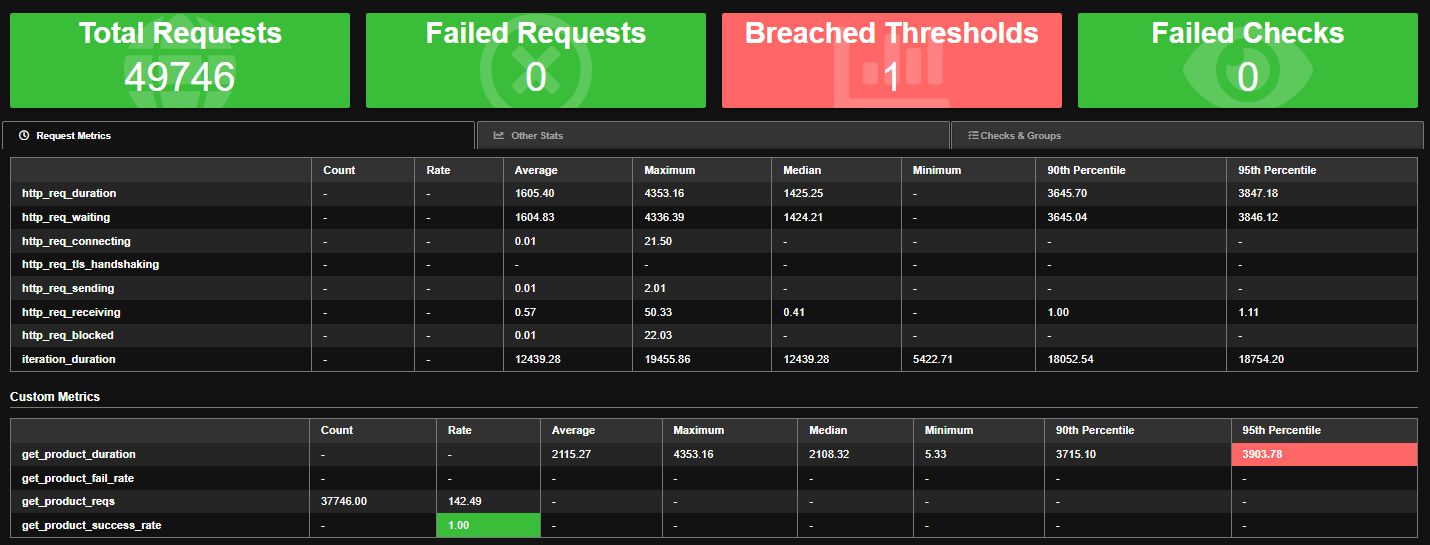 Total Requests Failed Requests Breached Thresholds Failed Checks
49746 0 1 0
Request Metrics Other Stats Checks & Groups
Count Rate Average Maximum Median Minimum 90th Percentile 95th Percentile
http_req_duration - - 1605.40 4353.16 1425.25 - 3645.70 3847.18
http_req_waiting - - 1604.83 4336.39 1424.21 - 3645.04 3846.12
http_req_connecting - - 0.01 21.50 - - - -
http_req_tls_handshaking - - - - - - - -
http_req_sending - - 0.01 2.01 - - - -
http_req_receiving - - 0.57 50.33 0.41 - 1.00 1.11
http_req_blocked - - 0.01 22.03 - - - -
iteration_duration - - 12439.28 19455.86 12439.28 5422.71 18052.54 18754.20
Custom Metrics
Count Rate Average Maximum Median Minimum 90th Percentile 95th Percentile
get_product_duration - - 2115.27 4353.16 2108.32 5.33 3715.10 3903.78
get_product_fail_rate - - - - - - - -
get_product_reqs 37746.00 142.49 - - - - - -
get_product_success_rate - 1.00 - - - - - -